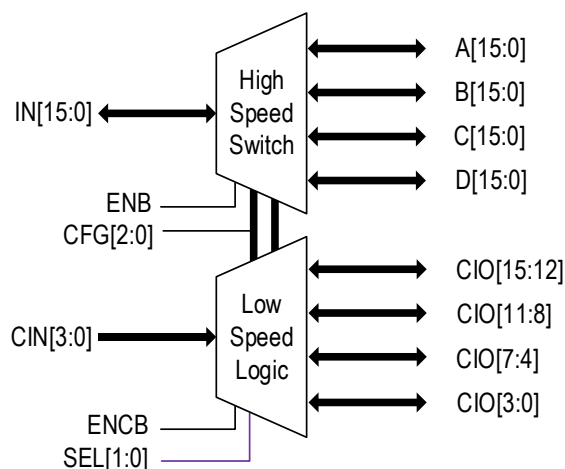 A[15:0]
High
Speed
Switch
B[15:0]
IN[15:0]
C[15:0]
D[15:0]
ENB
CFG[2:0]
CIO[15:12]
Low
Speed
Logic
CIO[11:8]
CIN[3:0]
CIO[7:4]
CIO[3:0]
ENCB
SEL[1:0]